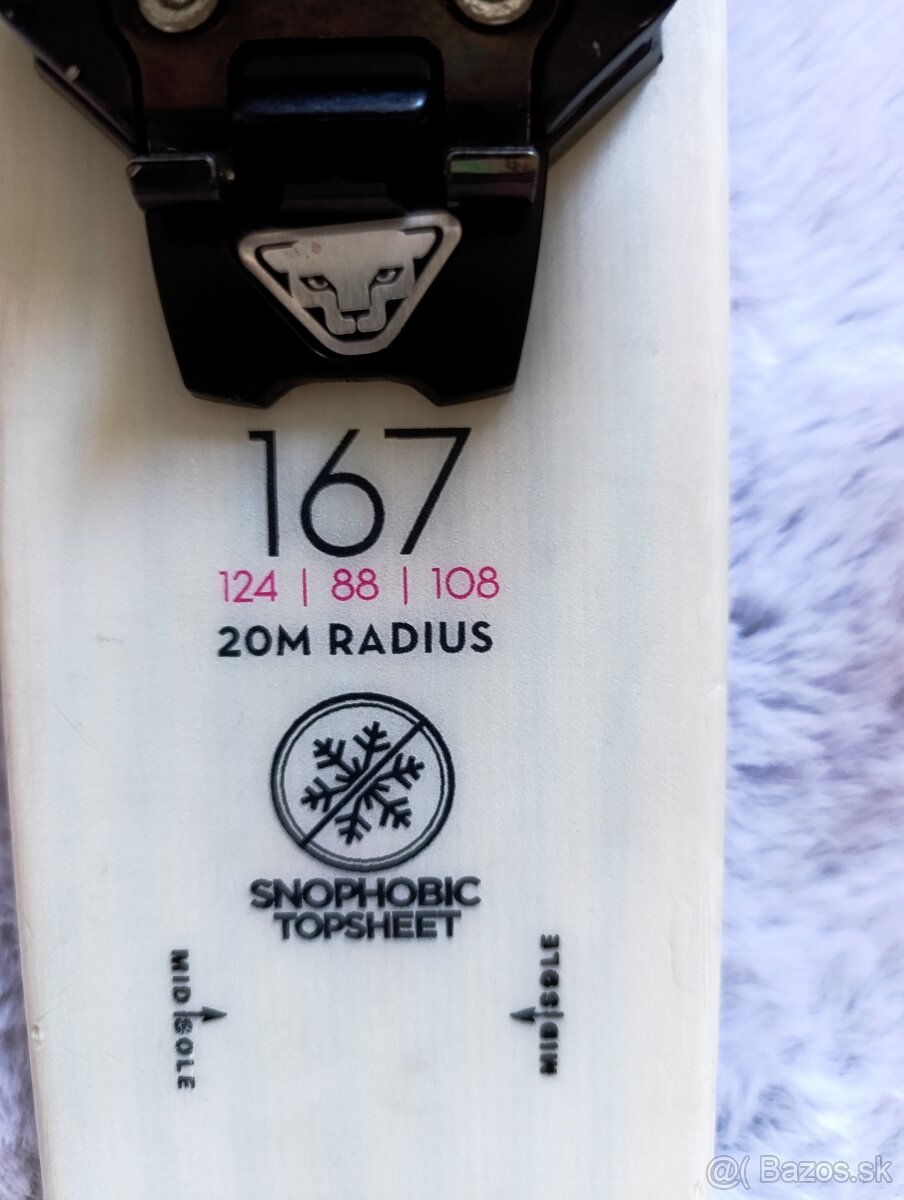 167
124 | 88 | 108
20M RADIUS
SNOPHOBIC
TOPSHEET
MID SOLE
MID SOLE
@( Bazos.sk